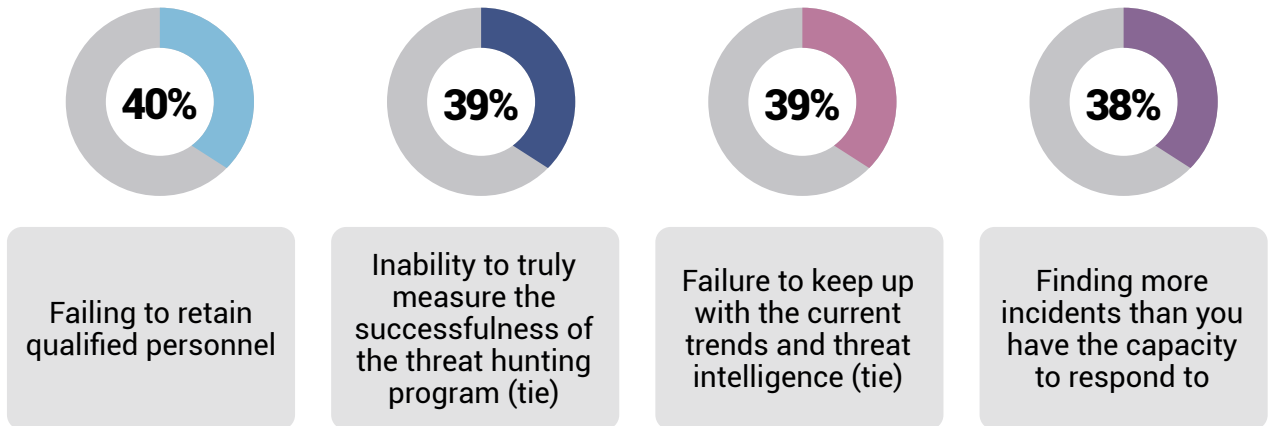 40%
39%
39%
38%
Failing to retain
qualified personnel
Inability to truly
measure the
successfulness of
the threat hunting
program (tie)
Failure to keep up
with the current
trends and threat
intelligence (tie)
Finding more
incidents than you
have the capacity
to respond to